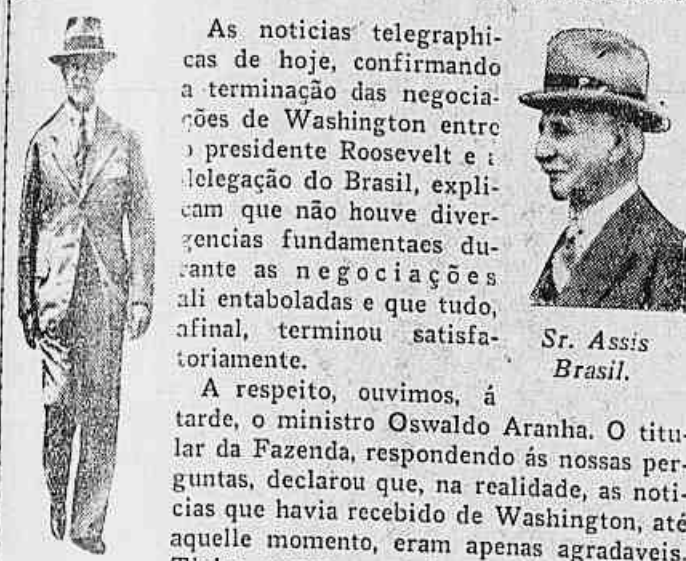 As noticias telegraphi-
cas de hoje, confirmando
a terminação das negocia-
ções de Washington entre
o presidente Roosevelt e a
delegação do Brasil, expli-
cam que não houve diver-
gencias fundamentaes du-
rante as negociações
ali entaboladas e que tudo,
afinal, terminou satisfa-
toriamente.
Sr. Assis
Brasil.
A respeito, ouvimos, á
tarde, o ministro Oswaldo Aranha. O titu-
lar da Fazenda, respondendo ás nossas per-
guntas, declarou que, na realidade, as noti-
cias que havia recebido de Washington, até
aquelle momento, eram apenas agradaveis.